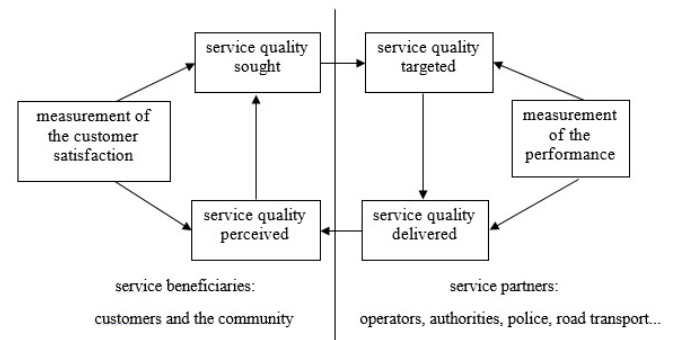 service quality
sought
service quality
targeted
measurement of
the customer
satisfaction
measurement
of the
performance
service quality
perceived
service quality
delivered
service beneficiaries:
customers and the community
service partners:
operators, authorities, police, road transport...